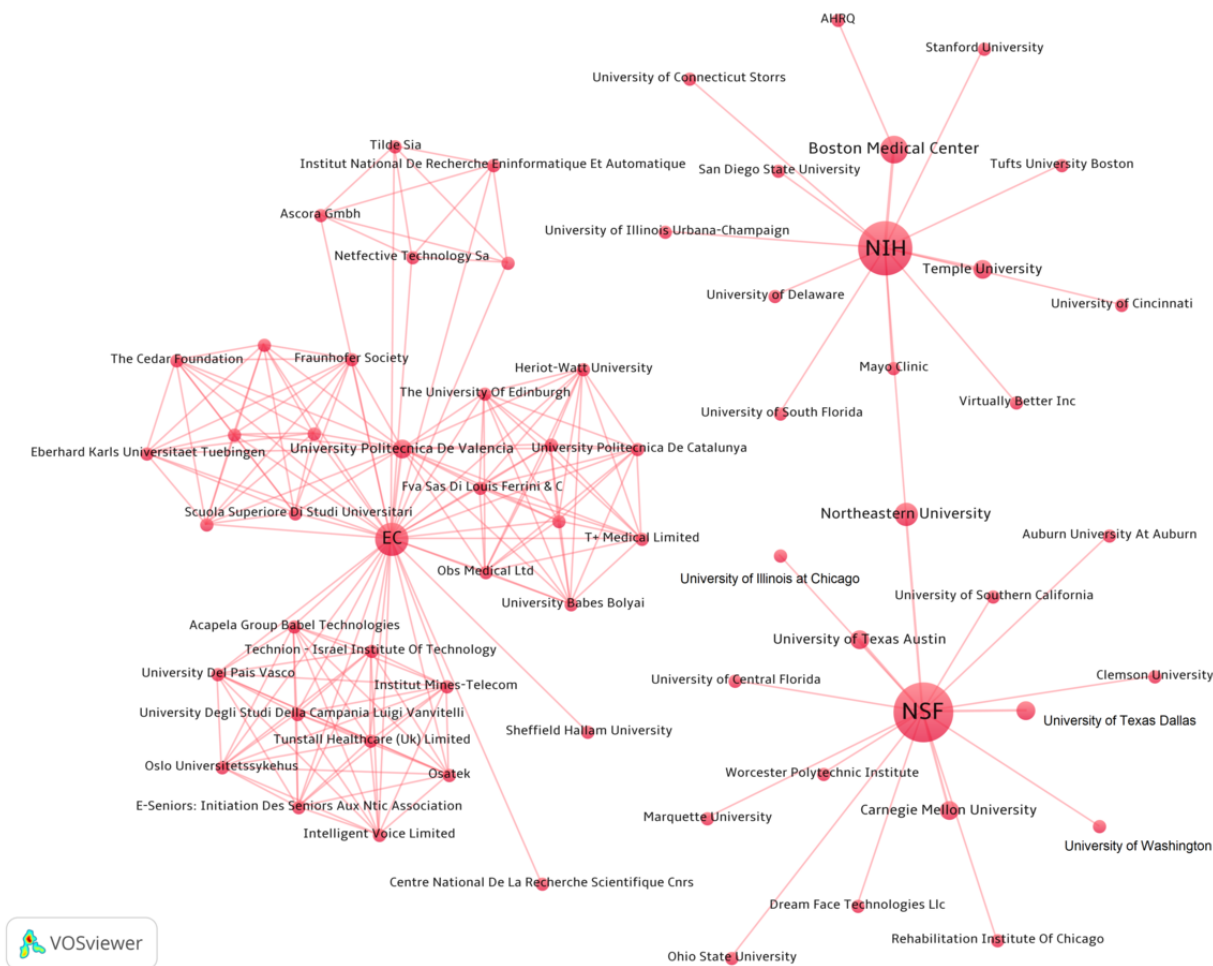 AHRQ
Stanford University
University of Connecticut Storrs
Tilde Sia
Boston Medical Center
Institut National De Recherche Eninformatique Et Automatique
San Diego State University
Tufts University Boston
Ascora Gmbh
University of Illinois Urbana-Champaign
NIH
Netfective Technology Sa
Temple University
University of Delaware
University of Cincinnati
The Cedar Foundation
Fraunhofer Society
Heriot-Watt University
Mayo Clinic
The University Of Edinburgh
Virtually Better Inc
University of South Florida
Eberhard Karls Universitaet Tuebingen
University Politecnica De Valencia
University Politecnica De Catalunya
Fva Sas Di Louis Ferrini & C
Scuola Superiore Di Studi Universitari
Northeastern University
EC
T+ Medical Limited
Auburn University At Auburn
Obs Medical Ltd
University of Illinois at Chicago
University of Southern California
University Babes Bolyai
Acapela Group Babel Technologies
University of Texas Austin
Technion - Israel Institute Of Technology
University Del Pais Vasco
Institut Mines-Telecom
University of Central Florida
Clemson University
University Degli Studi Della Campania Luigi Vanvitelli
NSF
University of Texas Dallas
Sheffield Hallam University
Tunstall Healthcare (Uk) Limited
Oslo Universitetssykehus
Osatek
Worcester Polytechnic Institute
E-Seniors: Initiation Des Seniors Aux Ntic Association
Carnegie Mellon University
Marquette University
Intelligent Voice Limited
University of Washington
Centre National De La Recherche Scientifique Cnrs
Dream Face Technologies Llc
Rehabilitation Institute Of Chicago
VOSviewer
Ohio State University